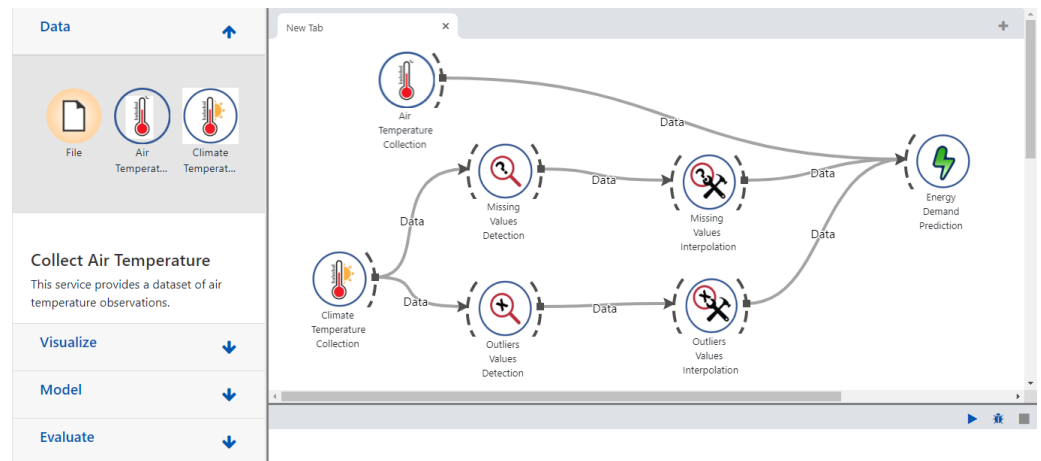 Data
File
Air
Temperat...
Climate
Temperat...
Collect Air Temperature
This service provides a dataset of air
temperature observations.
Visualize
Model
Evaluate
New Tab
×
+
Air
Temperature
Collection
Data
Missing
Values
Detection
Data
Missing
Values
Interpolation
Data
Energy
Demand
Prediction
Data
Data
Climate
Temperature
Collection
Data
Outliers
Values
Detection
Data
Outliers
Values
Interpolation